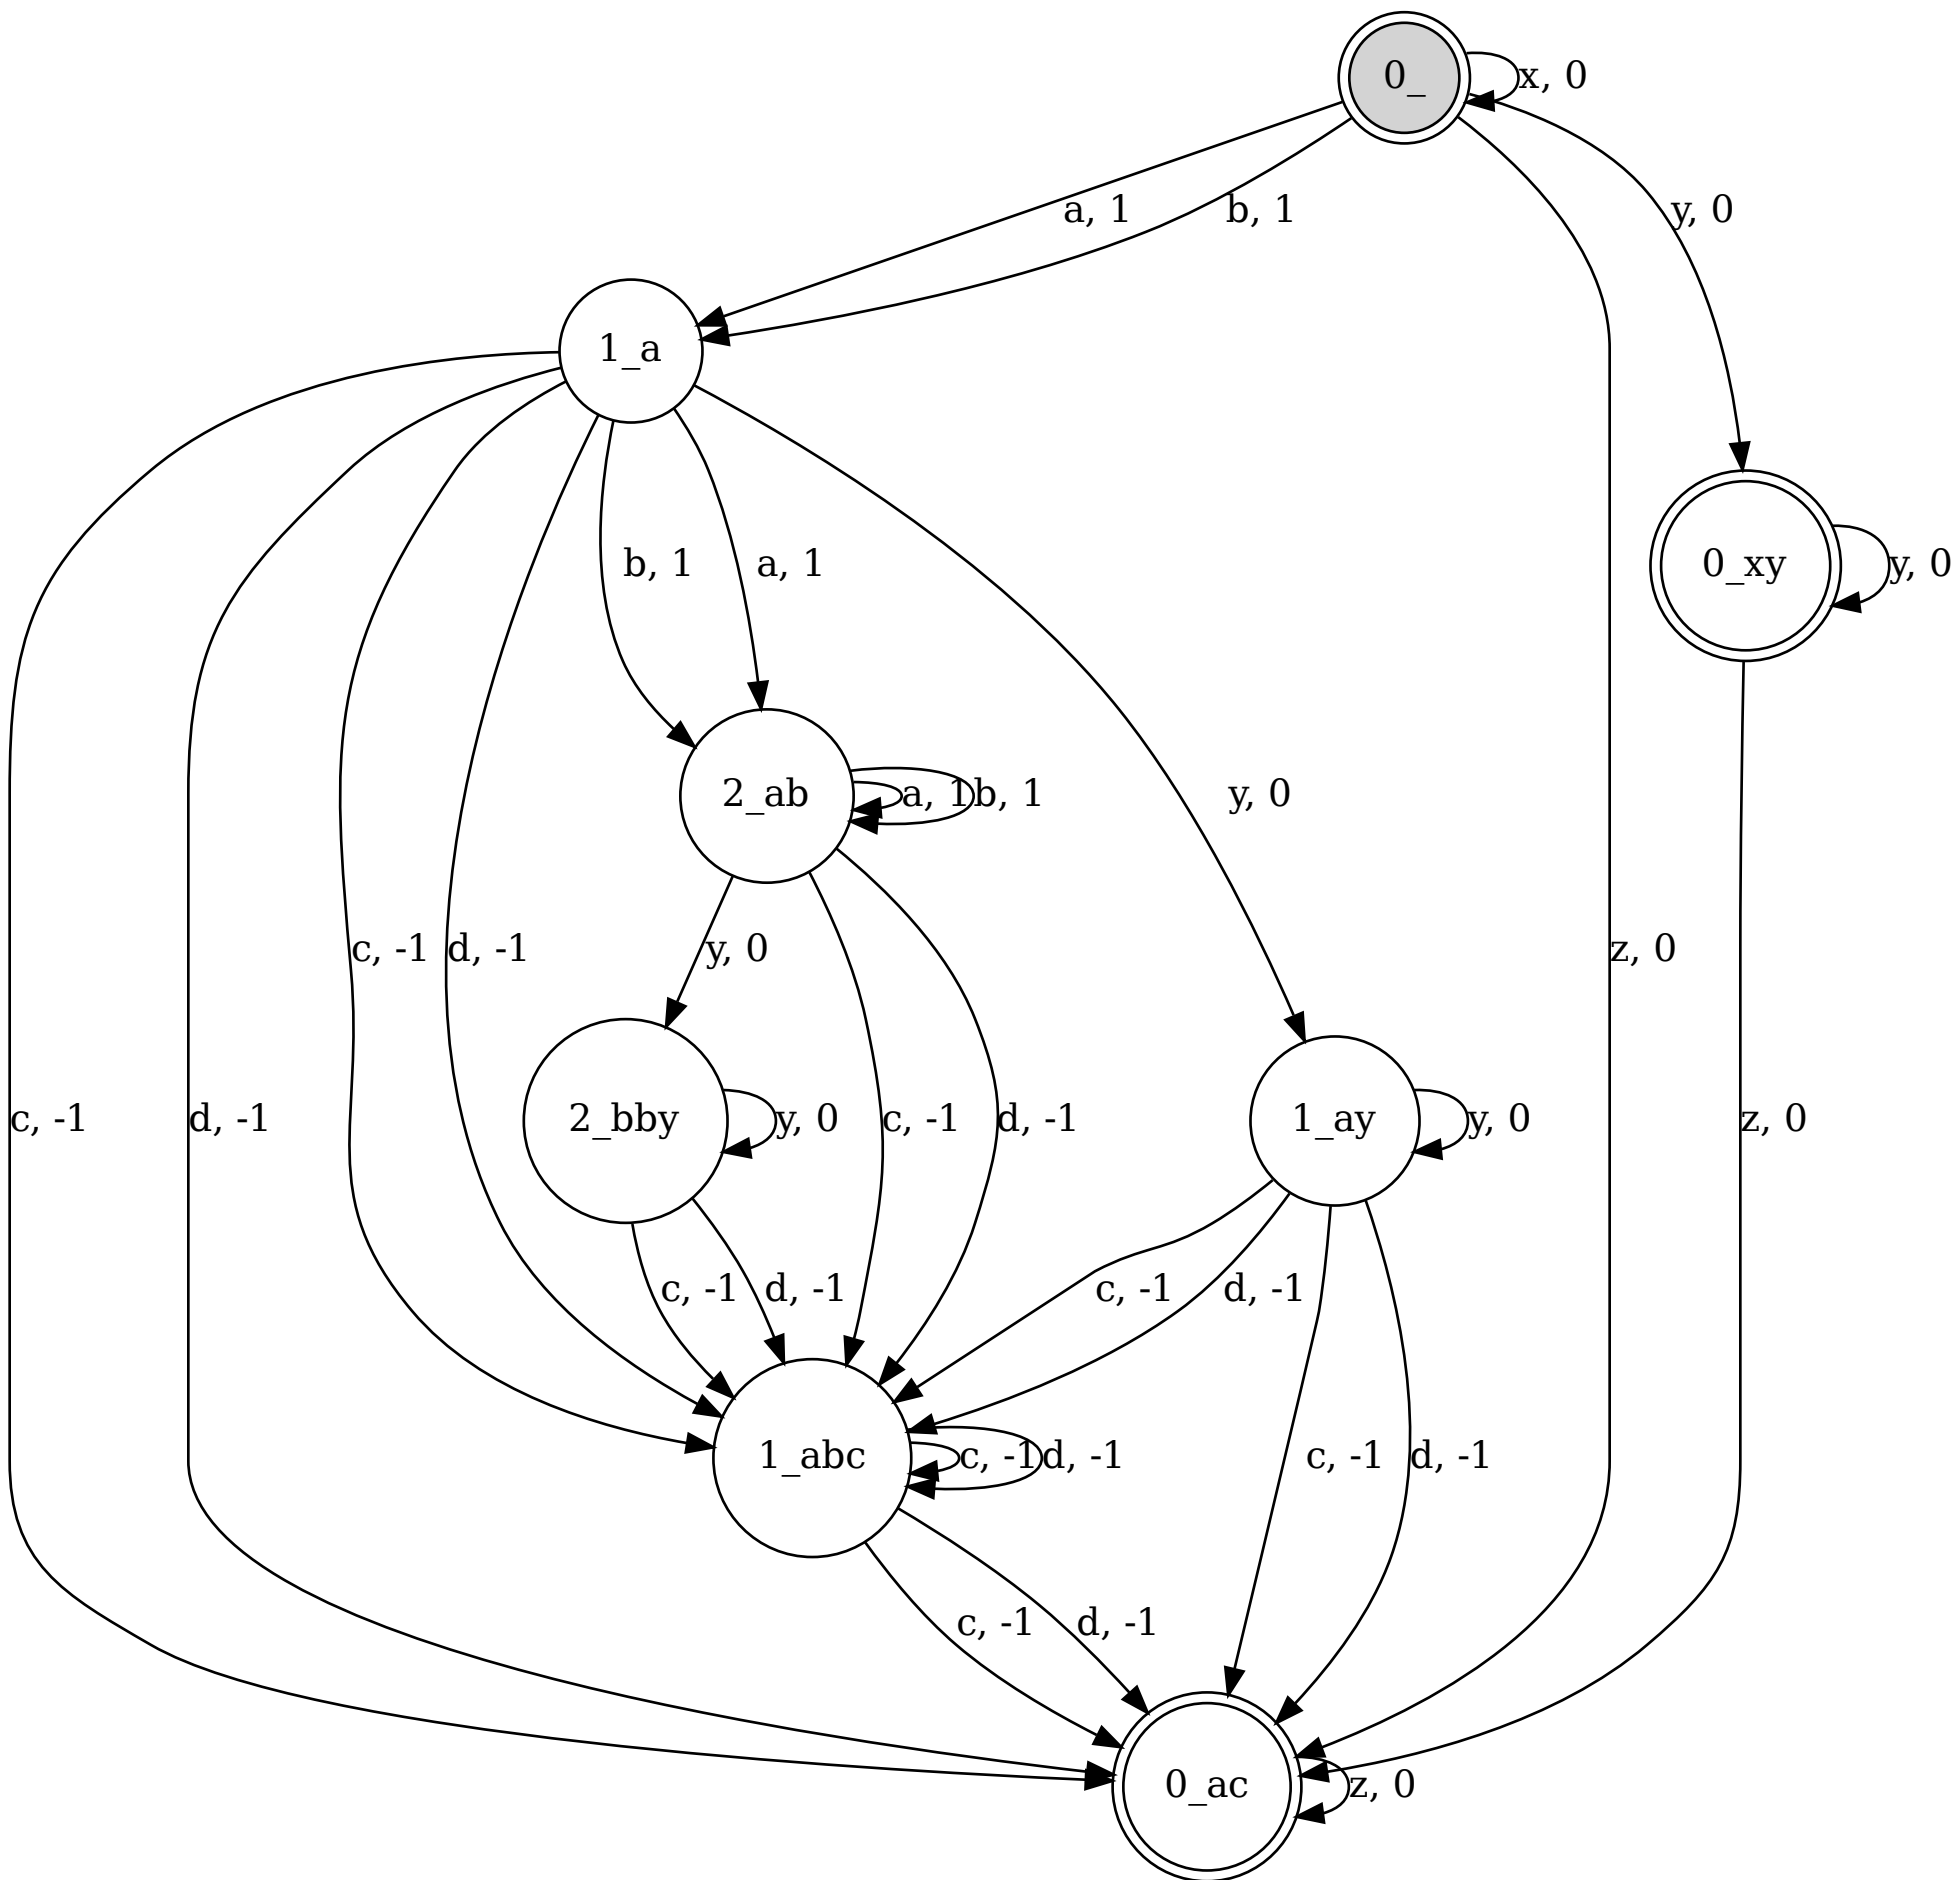 0_
x, 0
a, 1
b, 1
y, 0
1_a
b, 1
a, 1
0_xy
y, 0
2_ab
a, 1
b, 1
y, 0
c, -1
d, -1
y, 0
z, 0
c, -1
d, -1
2_bby
y, 0
c, -1
d, -1
1_ay
y, 0
z, 0
c, -1
d, -1
c, -1
d, -1
1_abc
c, -1
d, -1
c, -1
d, -1
c, -1
d, -1
0_ac
z, 0